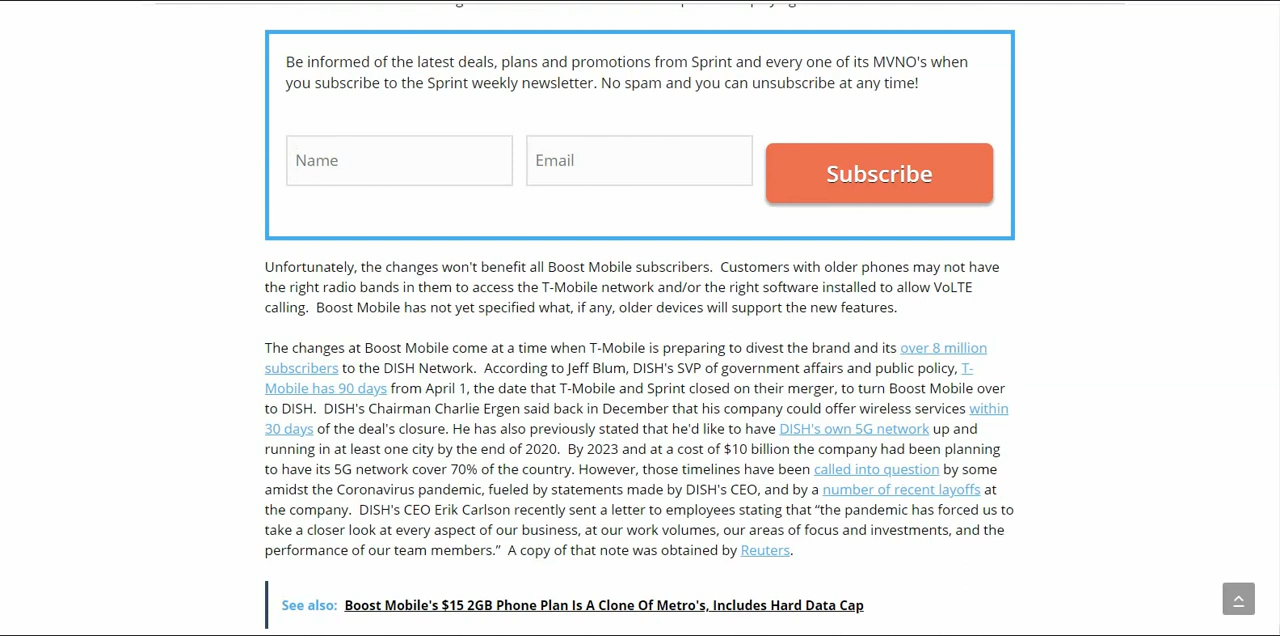 Be informed of the latest deals, plans and promotions from Sprint and every one of its MVNO's when
you subscribe to the Sprint weekly newsletter. No spam and you can unsubscribe at any time!
Name
Email
Subscribe
Unfortunately, the changes won't benefit all Boost Mobile subscribers.  Customers with older phones may not have
the right radio bands in them to access the T-Mobile network and/or the right software installed to allow VoLTE
calling.  Boost Mobile has not yet specified what, if any, older devices will support the new features.
The changes at Boost Mobile come at a time when T-Mobile is preparing to divest the brand and its over 8 million
subscribers to the DISH Network.  According to Jeff Blum, DISH's SVP of government affairs and public policy, T-
Mobile has 90 days from April 1, the date that T-Mobile and Sprint closed on their merger, to turn Boost Mobile over
to DISH.  DISH's Chairman Charlie Ergen said back in December that his company could offer wireless services within
30 days of the deal's closure. He has also previously stated that he'd like to have DISH's own 5G network up and
running in at least one city by the end of 2020.  By 2023 and at a cost of $10 billion the company had been planning
to have its 5G network cover 70% of the country. However, those timelines have been called into question by some
amidst the Coronavirus pandemic, fueled by statements made by DISH's CEO, and by a number of recent layoffs at
the company.  DISH's CEO Erik Carlson recently sent a letter to employees stating that “the pandemic has forced us to
take a closer look at every aspect of our business, at our work volumes, our areas of focus and investments, and the
performance of our team members.”  A copy of that note was obtained by Reuters.
See also: Boost Mobile's $15 2GB Phone Plan Is A Clone Of Metro's, Includes Hard Data Cap